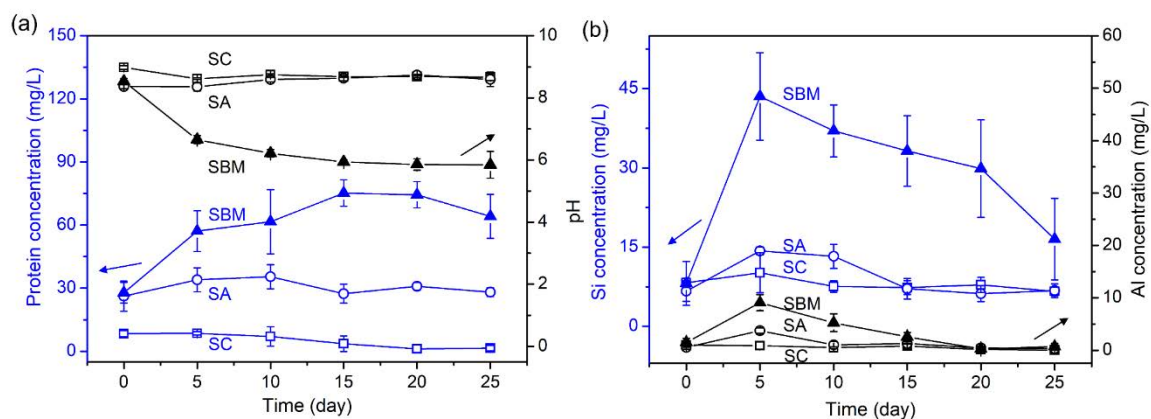 (a)
Protein concentration (mg/L)
150
120
90
60
30
0
SC
SA
SBM
SBM
SA
SC
10
8
6
4
2
0
pH
0 5 10 15 20 25
Time (day)
(b)
Si concentration (mg/L)
45
30
15
0
SBM
SA
SC
SBM
SA
SC
60
50
40
30
20
10
0
Al concentration (mg/L)
0 5 10 15 20 25
Time (day)